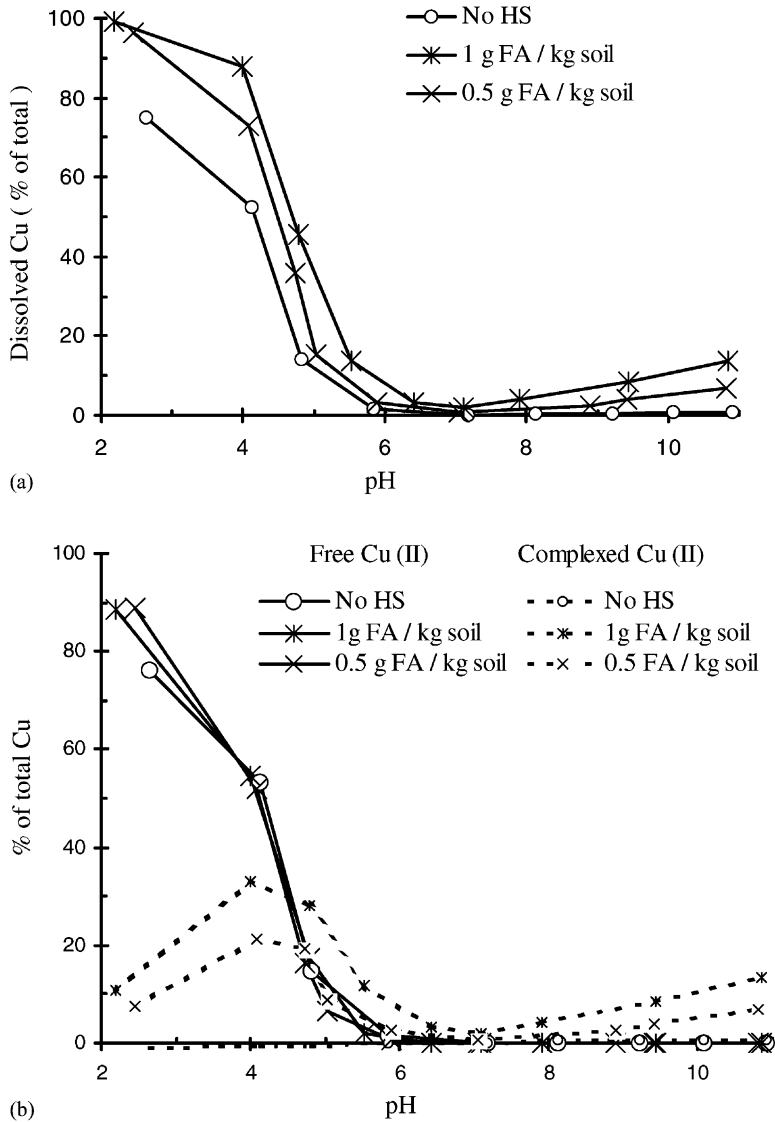 No HS
1 g FA / kg soil
0.5 g FA / kg soil
Dissolved Cu ( % of total )
100
80
60
40
20
0
2 4 6 8 10
pH
(a)
Free Cu (II) Complexed Cu (II)
No HS No HS
1g FA / kg soil 1g FA / kg soil
0.5 g FA / kg soil 0.5 FA / kg soil
% of total Cu
100
80
60
40
20
0
2 4 6 8 10
pH
(b)